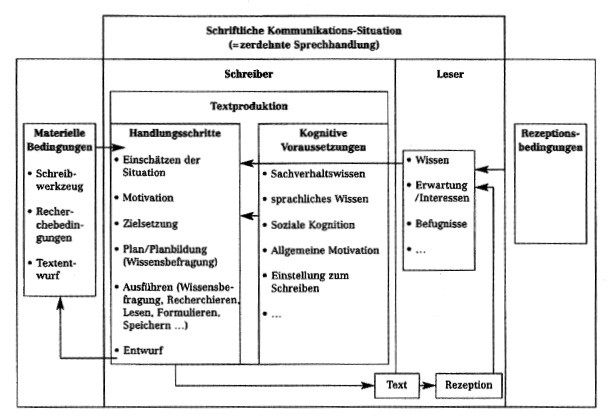 Schriftliche Kommunikations-Situation
(=zerdehnte Sprechhandlung)
Schreiber
Leser
Textproduktion
Materielle
Bedingungen
• Schreib-
werkzeug
• Recher-
chebedin-
gungen
• Textent-
wurf
Handlungsschritte
• Einschätzen der
Situation
• Motivation
• Zielsetzung
• Plan/Planbildung
(Wissensbefragung)
• Ausführen (Wissensbe-
fragung, Recherchieren,
Lesen, Formulieren,
Speichern ...)
• Entwurf
Kognitive
Voraussetzungen
• Sachverhaltswissen
• sprachliches Wissen
• Soziale Kognition
• Allgemeine Motivation
• Einstellung zum
Schreiben
• ...
• Wissen
• Erwartung
/Interessen
• Befugnisse
• ...
Rezeptions-
bedingungen
Text
Rezeption